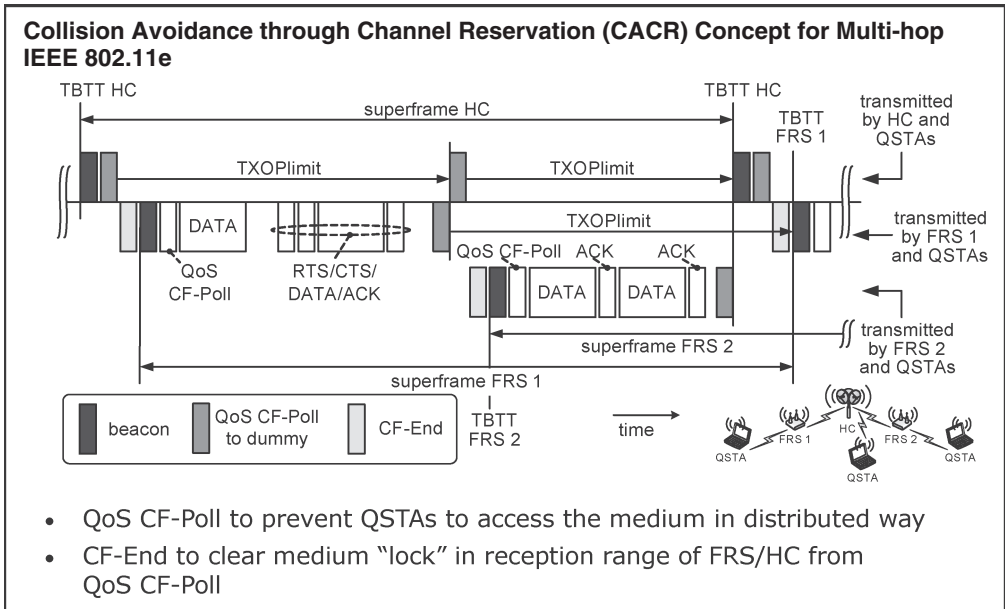 Collision Avoidance through Channel Reservation (CACR) Concept for Multi-hop
IEEE 802.11e
TBTT HC
TBTT HC
superframe HC
TBTT
FRS 1
transmitted
by HC and
QSTAs
TXOPlimit
TXOPlimit
DATA
TXOPlimit
transmitted
by FRS 1
and QSTAs
QoS
CF-Poll
RTS/CTS/
DATA/ACK
QoS CF-Poll
ACK
ACK
DATA
DATA
transmitted
by FRS 2
and QSTAs
superframe FRS 2
superframe FRS 1
TBTT
FRS 2
beacon
QoS CF-Poll
to dummy
CF-End
time
QSTA
FRS 1
HC
FRS 2
QSTA
QSTA
• QoS CF-Poll to prevent QSTAs to access the medium in distributed way
• CF-End to clear medium “lock” in reception range of FRS/HC from
QoS CF-Poll